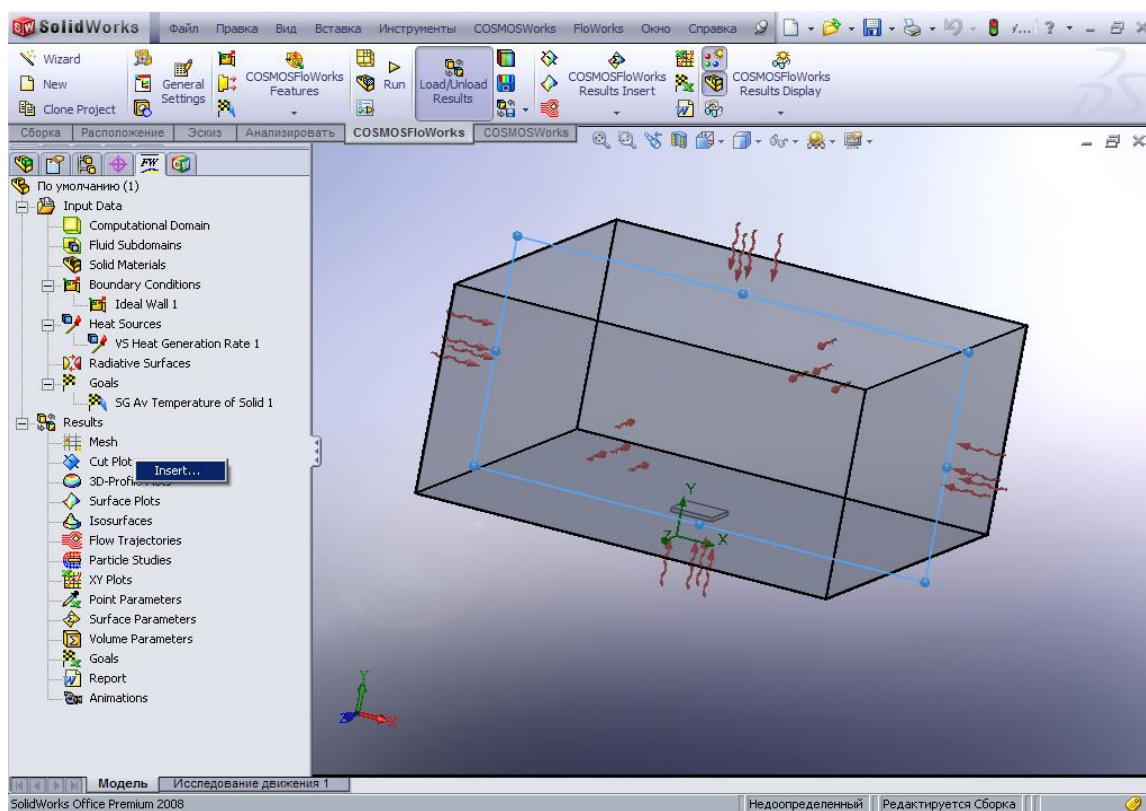 SolidWorks Файл Правка Вид Вставка Инструменты COSMOSWorks FloWorks Окно Справка
Wizard
New
Clone Project
General Settings
COSMOSFloWorks Features
Run
Load/Unload Results
COSMOSFloWorks Results Insert
COSMOSFloWorks Results Display
Сборка Расположение Эскиз Анализировать COSMOSFloWorks COSMOSWorks
По умолчанию (1)
Input Data
Computational Domain
Fluid Subdomains
Solid Materials
Boundary Conditions
Ideal Wall 1
Heat Sources
VS Heat Generation Rate 1
Radiative Surfaces
Goals
SG Av Temperature of Solid 1
Results
Mesh
Cut Plot
Insert...
3D-Profile Plots
Surface Plots
Isosurfaces
Flow Trajectories
Particle Studies
XY Plots
Point Parameters
Surface Parameters
Volume Parameters
Goals
Report
Animations
Y
Z X
Y
Z X
Модель Исследование движения 1
SolidWorks Office Premium 2008 Недоопределенный Редактируется Сборка